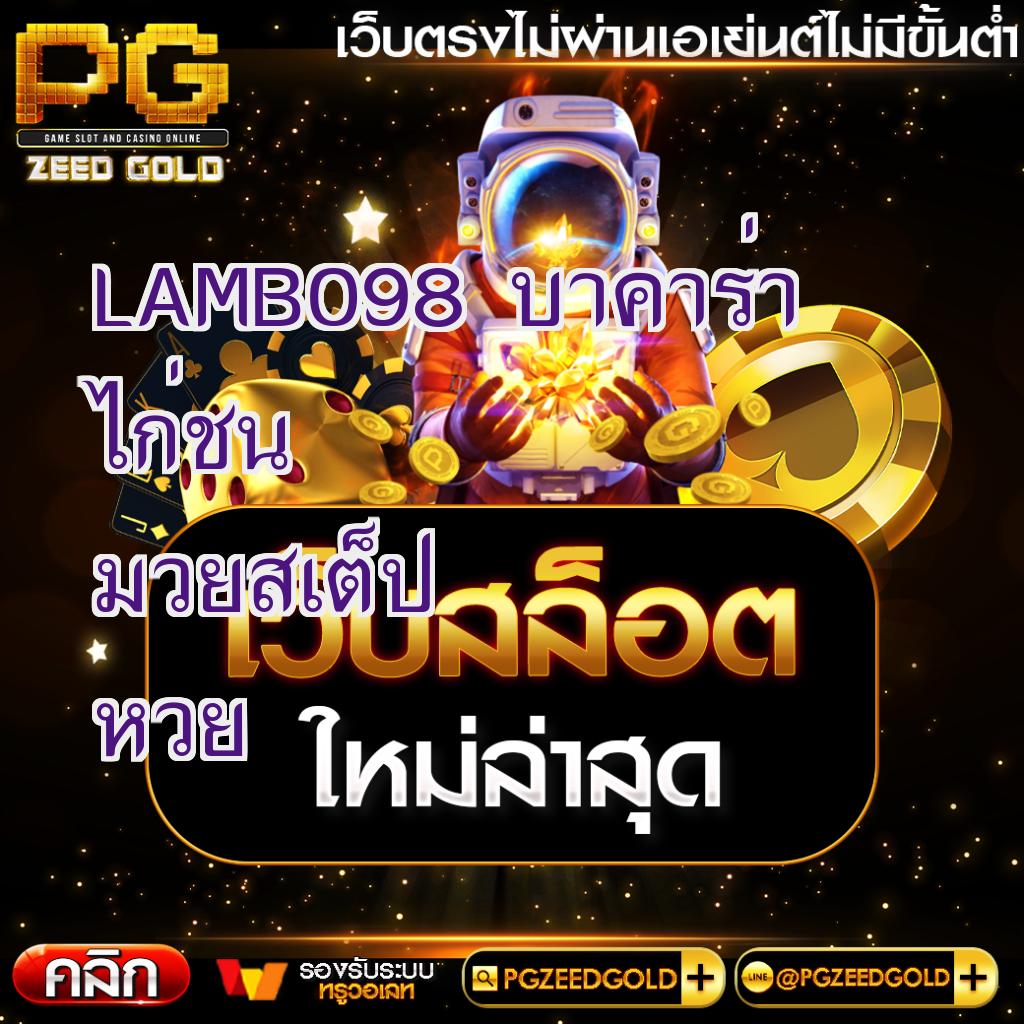 เว็บตรงไม่ผ่านเอเย่นต์ไม่มีขั้นต่ำ
PG
GAME SLOT AND CASINO ONLINE
ZEED GOLD
LAMBO98 บาคาร่า
ไก่ชน
มวยสเต็ป
เว็บสล็อต
หวย
ใหม่ล่าสุด
คลิก
รองรับระบบ
ทรูวอเลท
PGZEEDGOLD
LINE @PGZEEDGOLD